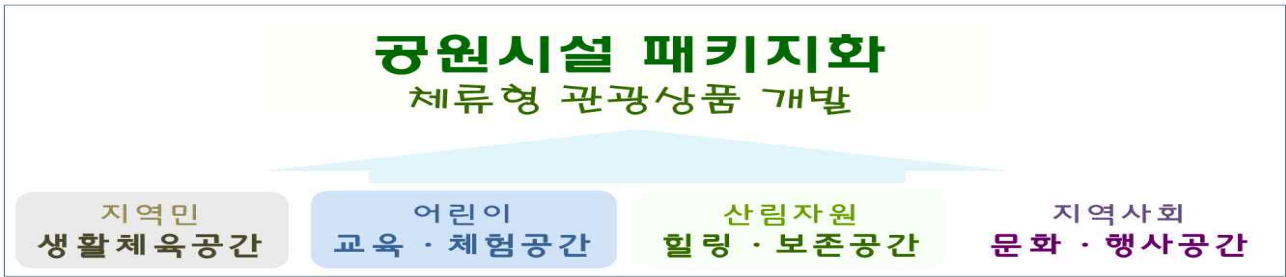 공원시설 패키지화
체류형 관광상품 개발
지역민
생활체육공간
어린이
교육 · 체험공간
산림자원
힐링 · 보존공간
지역사회
문화 · 행사공간